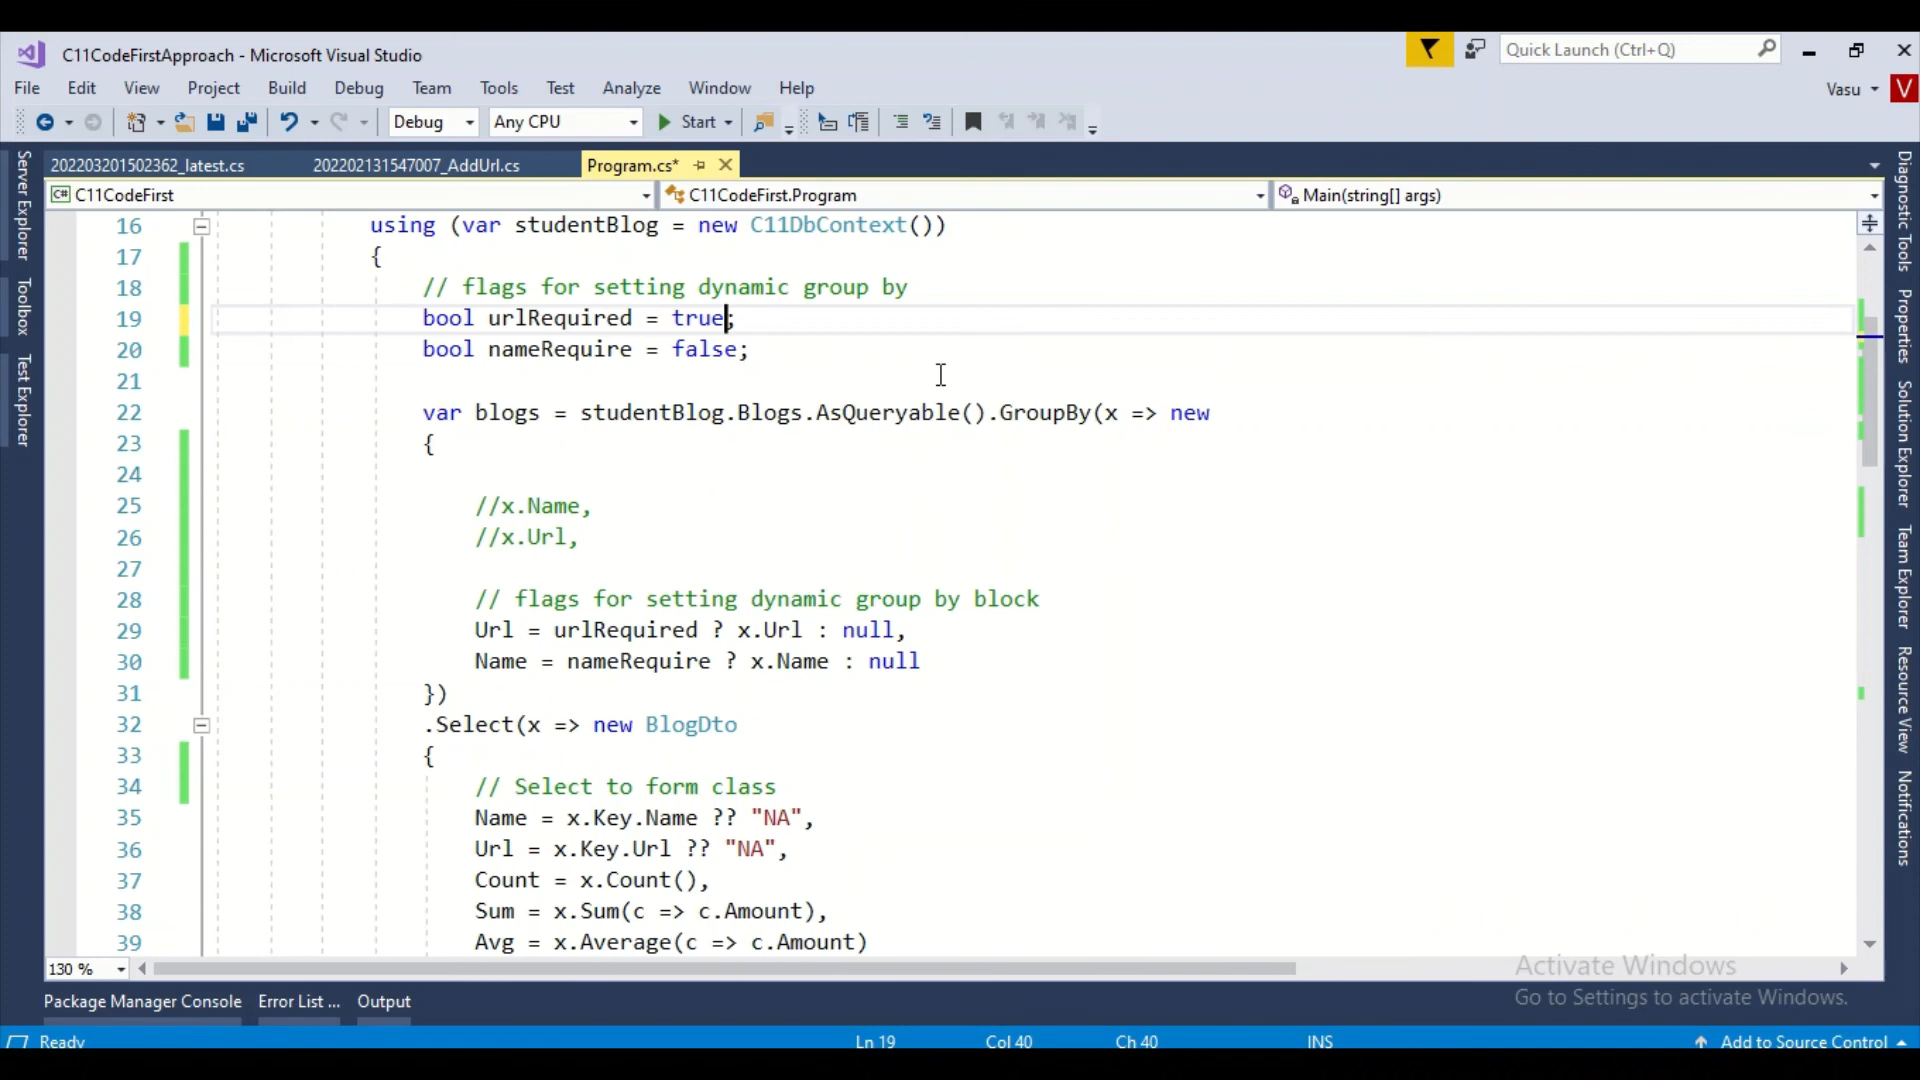 C11CodeFirstApproach - Microsoft Visual Studio
Quick Launch (Ctrl+Q)
File Edit View Project Build Debug Team Tools Test Analyze Window Help
Vasu V
Debug Any CPU Start
202203201502362_latest.cs 202202131547007_AddUrl.cs Program.cs*
C# C11CodeFirst C11CodeFirst.Program Main(string[] args)
16 using (var studentBlog = new C11DbContext())
17 {
18 // flags for setting dynamic group by
19 bool urlRequired = true;
20 bool nameRequire = false;
21
22 var blogs = studentBlog.Blogs.AsQueryable().GroupBy(x => new
23 {
24
25 //x.Name,
26 //x.Url,
27
28 // flags for setting dynamic group by block
29 Url = urlRequired ? x.Url : null,
30 Name = nameRequire ? x.Name : null
31 })
32 .Select(x => new BlogDto
33 {
34 // Select to form class
35 Name = x.Key.Name ?? "NA",
36 Url = x.Key.Url ?? "NA",
37 Count = x.Count(),
38 Sum = x.Sum(c => c.Amount),
39 Avg = x.Average(c => c.Amount)
130 %
Server Explorer
Toolbox
Test Explorer
Diagnostic Tools
Properties
Solution Explorer
Team Explorer
Resource View
Notifications
Activate Windows
Go to Settings to activate Windows.
Package Manager Console Error List ... Output
Ready Ln 19 Col 40 Ch 40 INS Add to Source Control